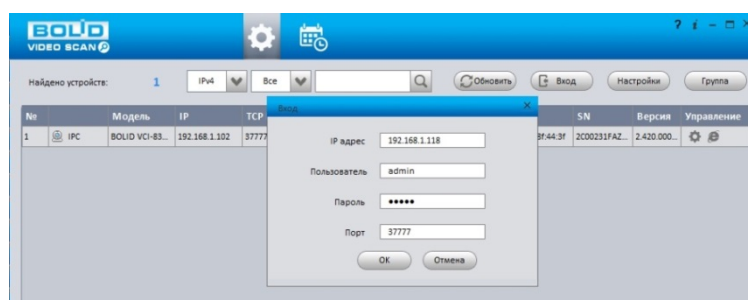 BOLID
VIDEO SCAN
? i
Найдено устройств: 1 IPv4 Все Обновить Вход Настройки Группа
№ Модель IP TCP SN Версия Управление
1 IPC BOLID VCI-83... 192.168.1.102 37777 3f:44:3f 2C00231FAZ... 2.420.000...
Вход
IP адрес 192.168.1.118
Пользователь admin
Пароль •••••
Порт 37777
OK Отмена